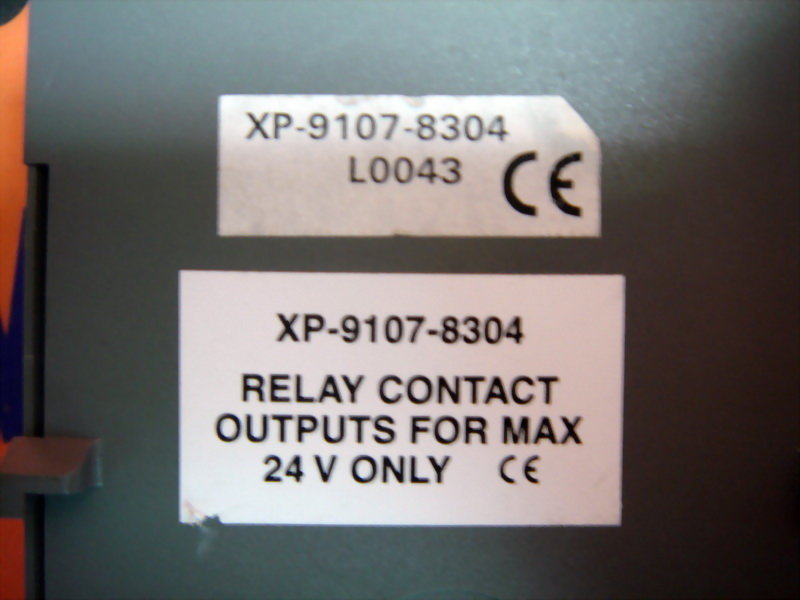 XP-9107-8304
L0043 CE
XP-9107-8304
RELAY CONTACT
OUTPUTS FOR MAX
24 V ONLY CE